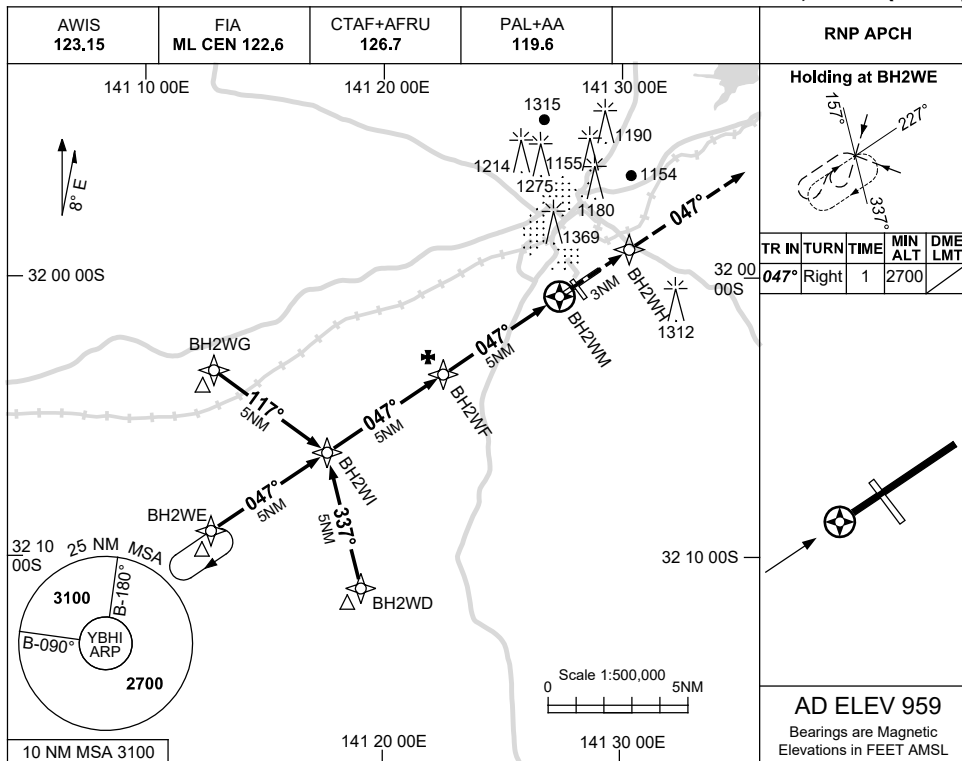 AWIS
123.15
FIA
ML CEN 122.6
CTAF+AFRU
126.7
PAL+AA
119.6
RNP APCH
141 10 00E
141 20 00E
141 30 00E
Holding at BH2WE
157°
227°
337°
TR IN TURN TIME MIN ALT DME LMT
047° Right 1 2700
8° E
1315
1190
1214
1155
1275
1154
1180
1369
047°
32 00 00S
32 00
00S
3NM
BH2WH
1312
BH2WM
BH2WG
047°
5NM
117°
5NM
047°
5NM
BH2WF
BH2WI
047°
5NM
BH2WE
337°
5NM
BH2WD
32 10
00S
25 NM MSA
3100
B-180°
B-090°
YBHI
ARP
2700
10 NM MSA 3100
32 10 00S
Scale 1:500,000
0 5NM
141 20 00E
141 30 00E
AD ELEV 959
Bearings are Magnetic
Elevations in FEET AMSL